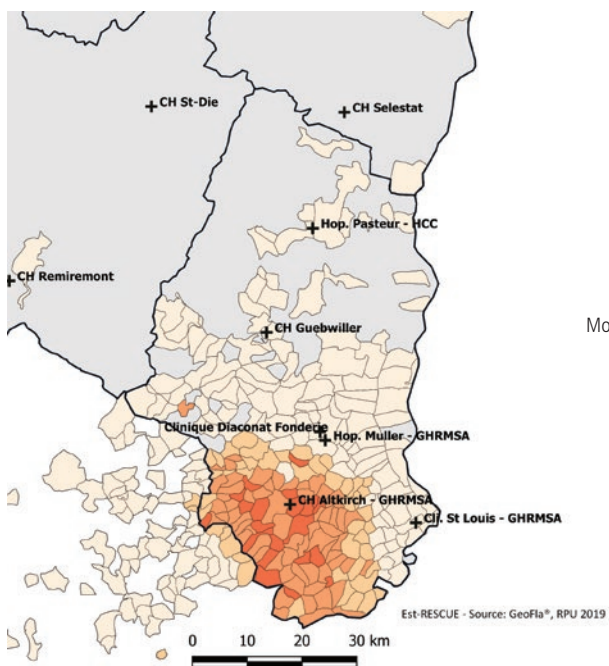 CH St-Die
CH Selestat
Hop. Pasteur - HCC
CH Remiremont
CH Guebwiller
Mo
Clinique Diaconat Fonderie
Hop. Muller - GHRMSA
CH Altkirch - GHRMSA
Cli. St Louis - GHRMSA
Est-RESCUE - Source: GeoFla®, RPU 2019
0 10 20 30 km